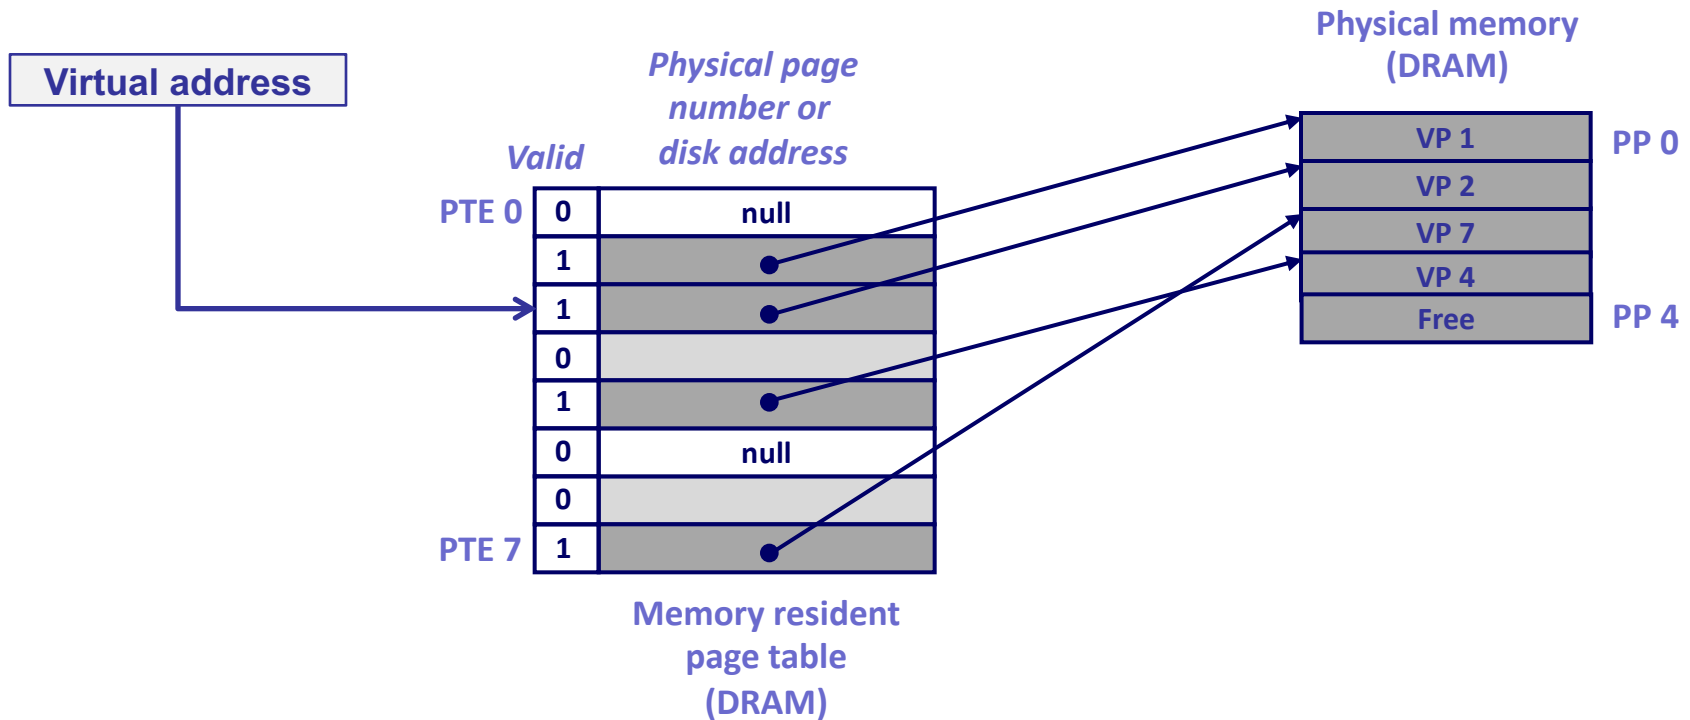 Virtual address
Physical page
number or
disk address
Valid
PTE 0
0
null
1
1
0
1
0
null
0
PTE 7
1
Memory resident
page table
(DRAM)
Physical memory
(DRAM)
VP 1
PP 0
VP 2
VP 7
VP 4
Free
PP 4